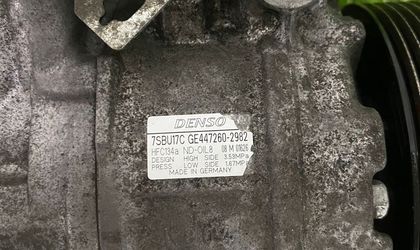 DENSO
7SBU17C GE447260-2982
HFC134a ND-OIL8 08 M 01626
DESIGN HIGH SIDE 3.53MPa
PRESS LOW SIDE 1.67MPa
MADE IN GERMANY